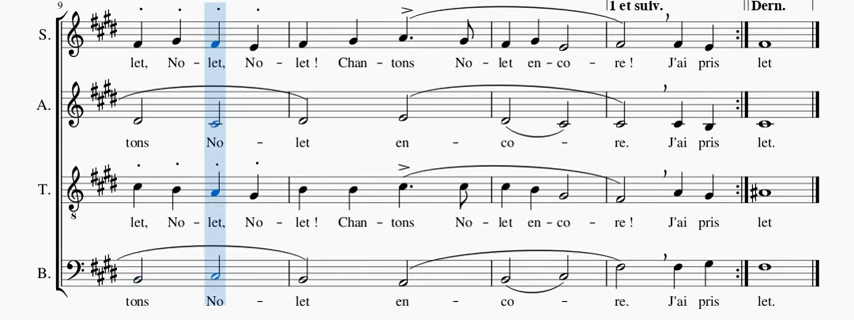 9
1 et suiv. Dern.
S.
let, No – let, No – let ! Chan – tons No – let en – co – re ! J'ai pris let
A.
tons No – let en – co – re. J'ai pris let.
T.
8
let, No – let, No – let ! Chan – tons No – let en – co – re ! J'ai pris let
B.
tons No – let en – co – re. J'ai pris let.